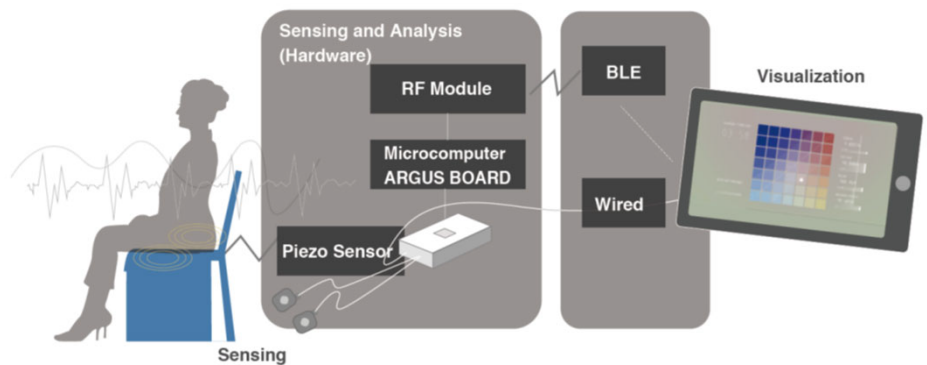 Sensing and Analysis
(Hardware)
RF Module
Microcomputer
ARGUS BOARD
Piezo Sensor
BLE
Wired
Visualization
Sensing